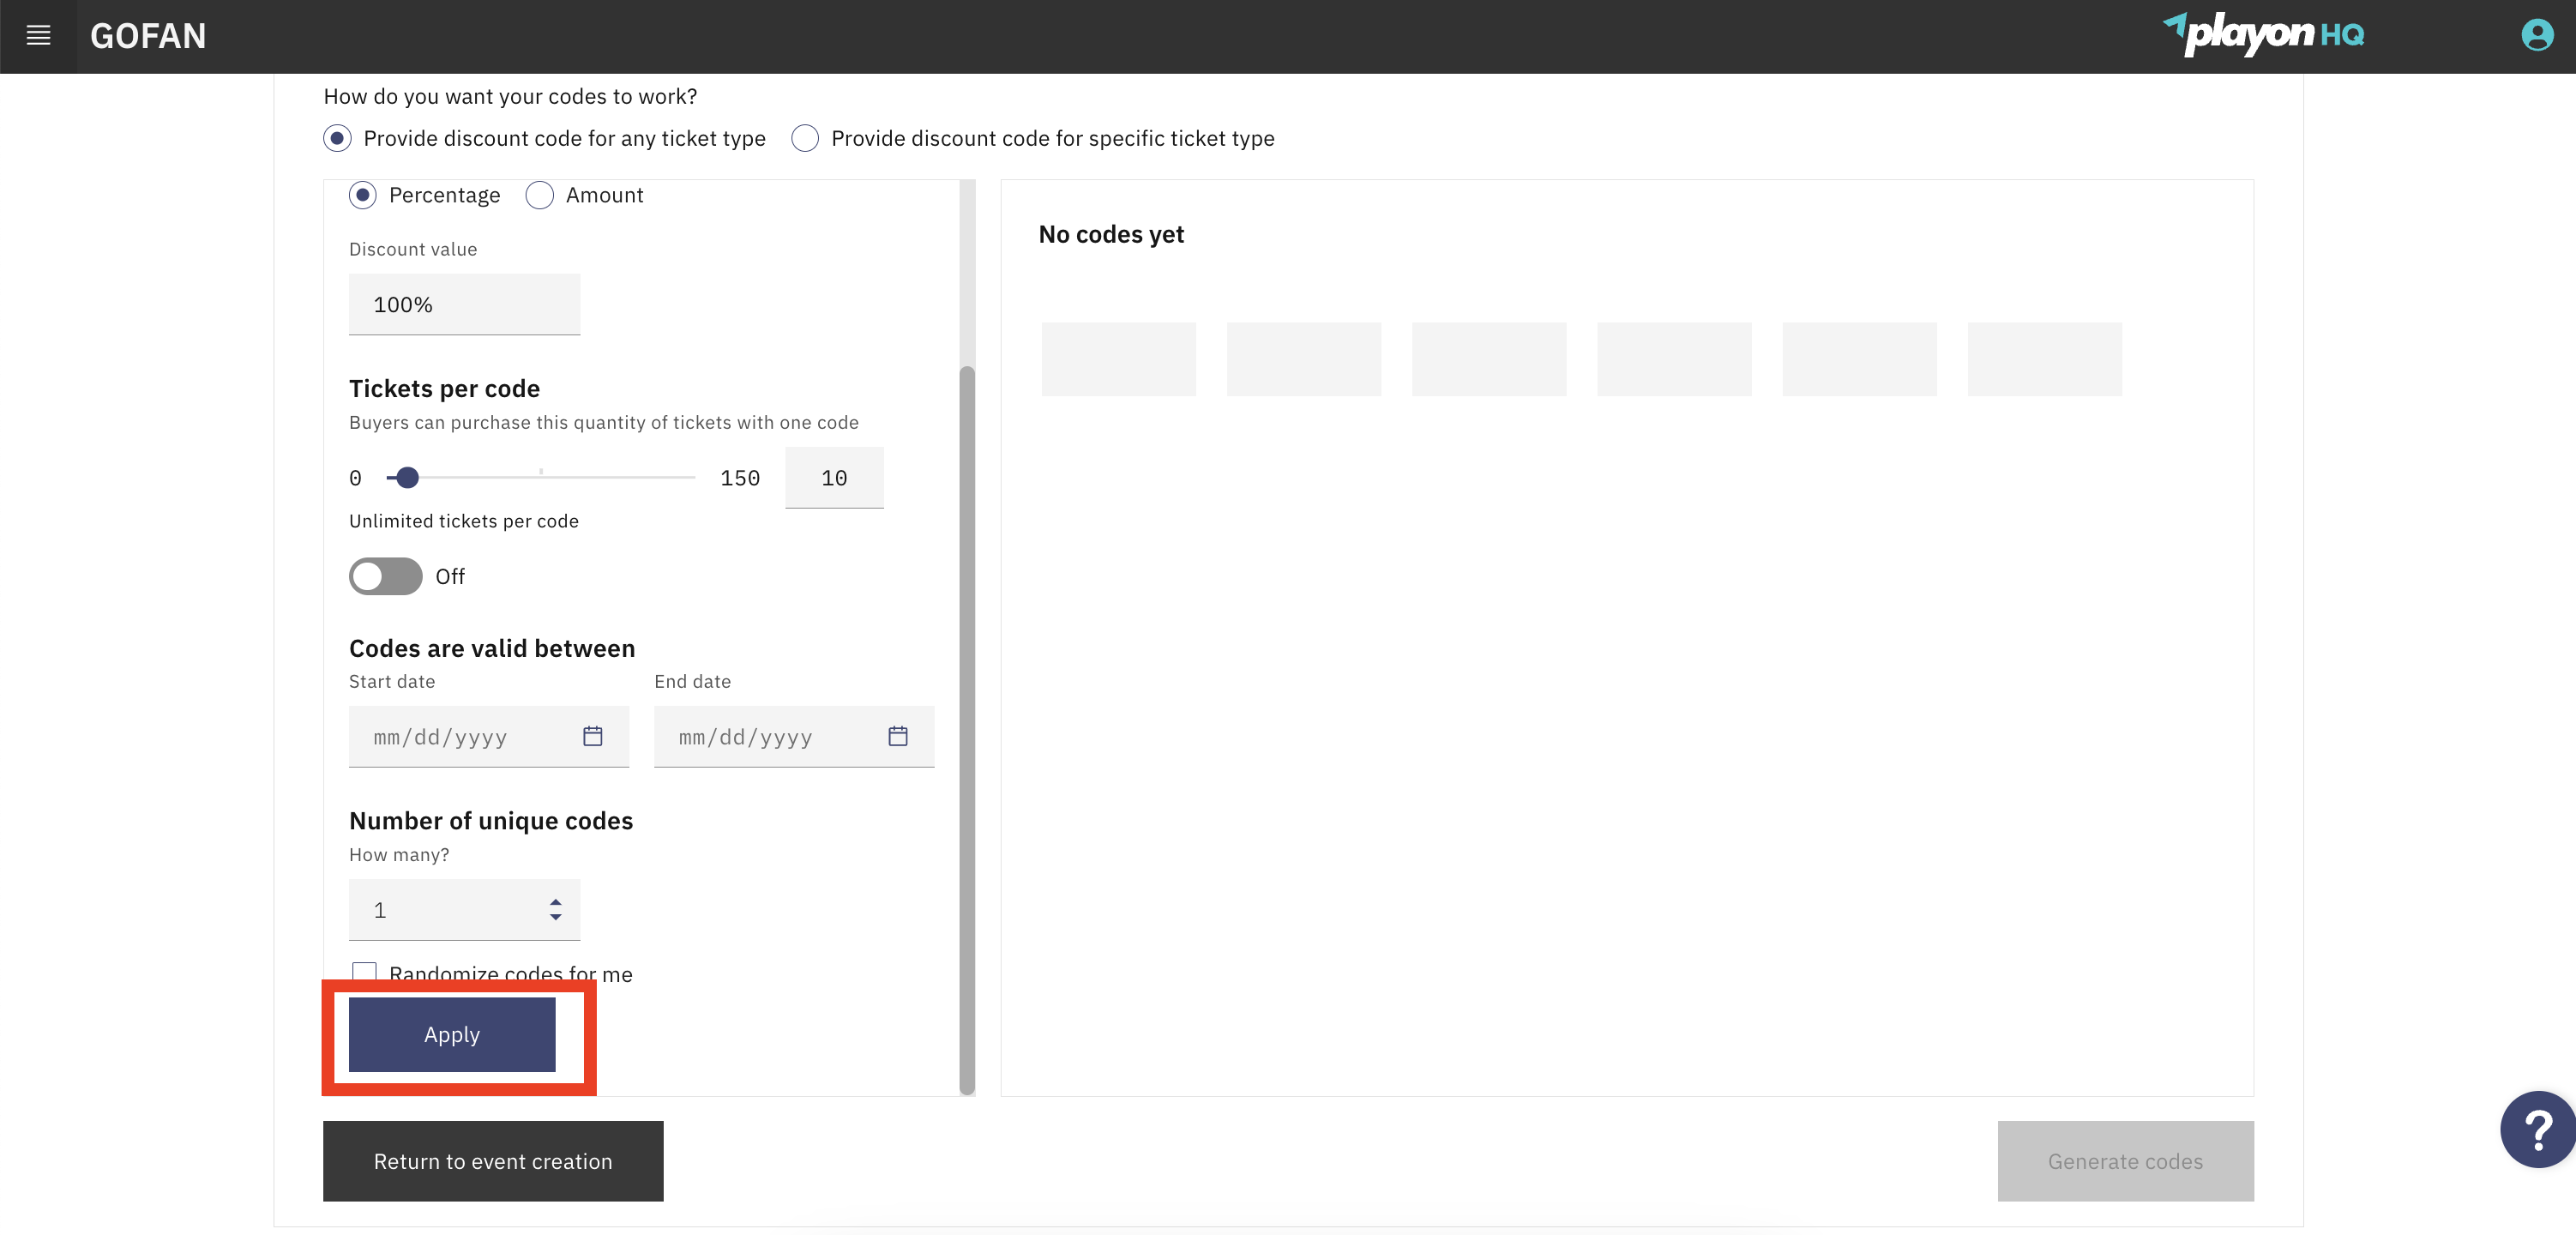 GOFAN
playon HQ
How do you want your codes to work?
Provide discount code for any ticket type
Provide discount code for specific ticket type
Percentage
Amount
Discount value
100%
Tickets per code
Buyers can purchase this quantity of tickets with one code
0
150
10
Unlimited tickets per code
Off
Codes are valid between
Start date
End date
mm/dd/yyyy
mm/dd/yyyy
Number of unique codes
How many?
1
Randomize codes for me
Apply
No codes yet
Return to event creation
Generate codes
?